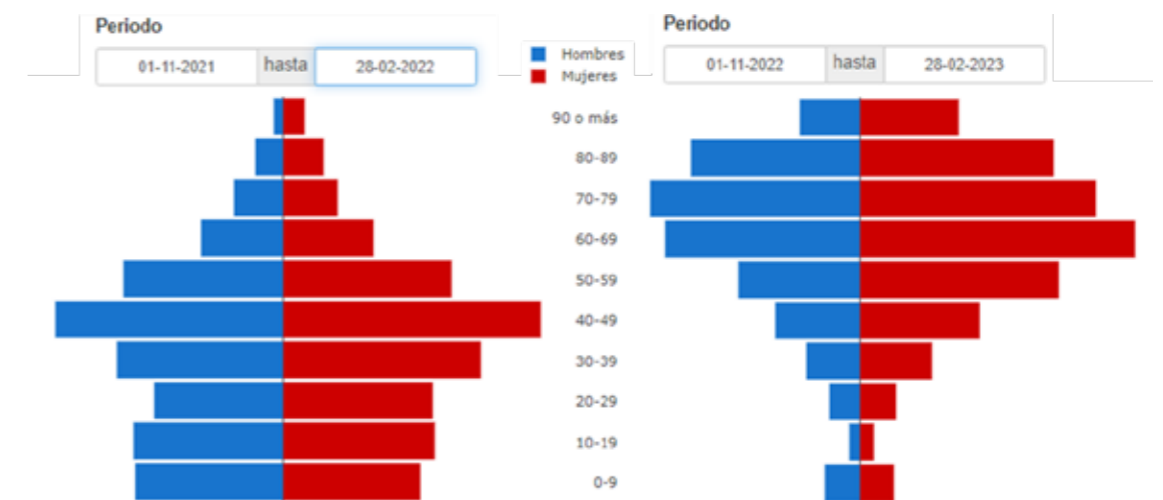 Periodo
01-11-2021 hasta 28-02-2022
Hombres
Mujeres
Periodo
01-11-2022 hasta 28-02-2023
90 o más
80-89
70-79
60-69
50-59
40-49
30-39
20-29
10-19
0-9